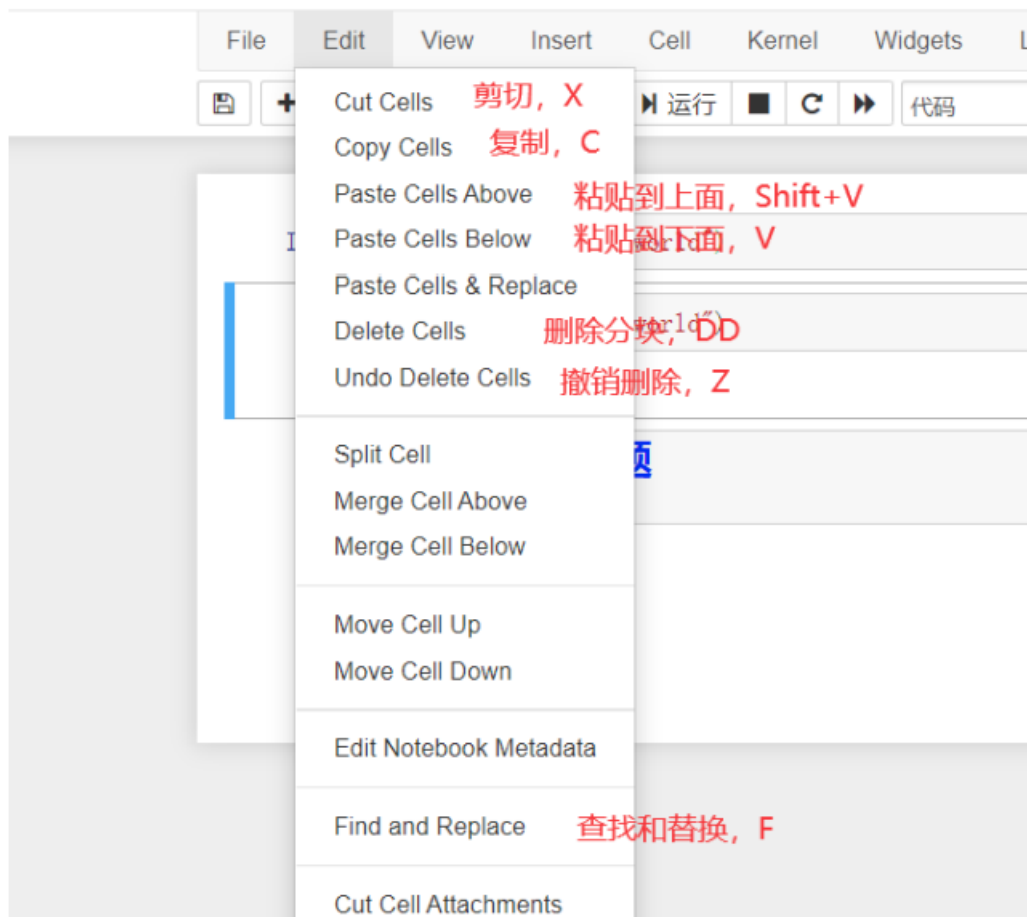 File Edit View Insert Cell Kernel Widgets
运行 代码
Cut Cells 剪切，X
Copy Cells 复制，C
Paste Cells Above 粘贴到上面，Shift+V
Paste Cells Below 粘贴到下面，V
Paste Cells & Replace
Delete Cells 删除分块，DD
world")
Undo Delete Cells 撤销删除，Z
Split Cell
题
Merge Cell Above
Merge Cell Below
Move Cell Up
Move Cell Down
Edit Notebook Metadata
Find and Replace 查找和替换，F
Cut Cell Attachments